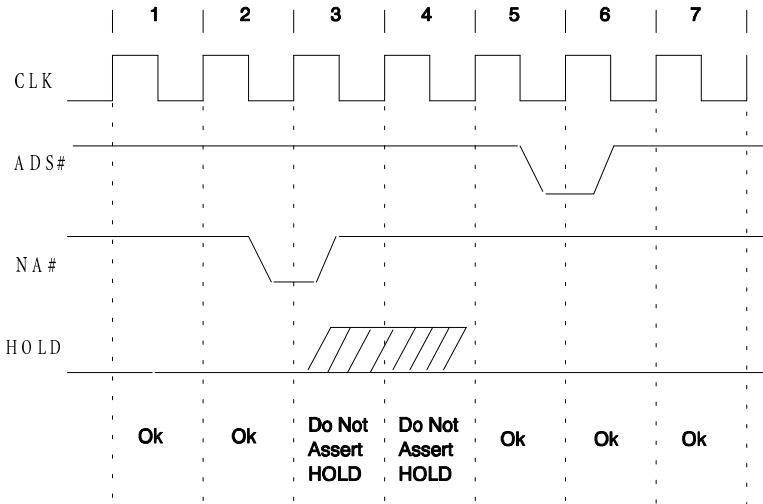 1 2 3 4 5 6 7
CLK
ADS#
NA#
HOLD
Ok Ok Do Not Assert HOLD Do Not Assert HOLD Ok Ok Ok